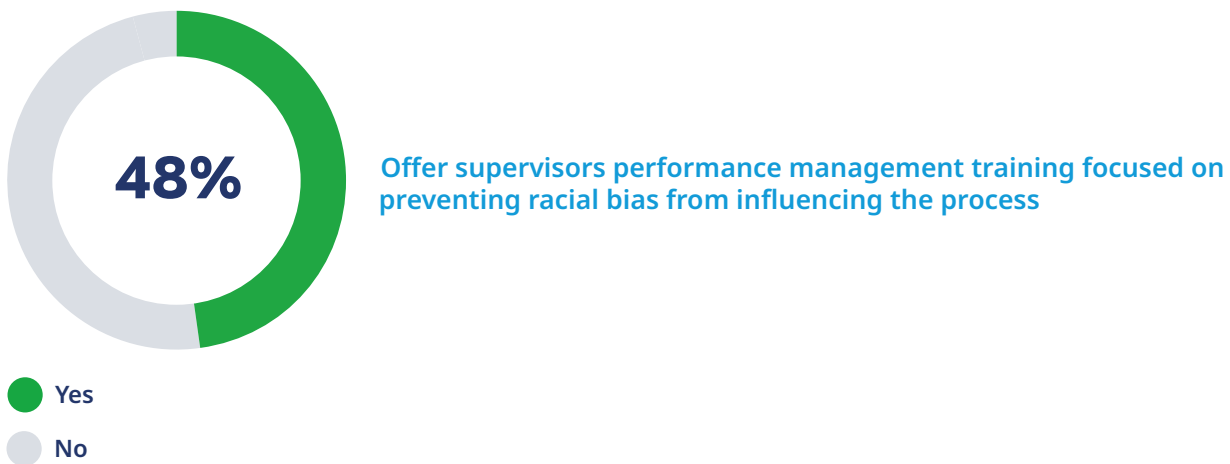 48%
Offer supervisors performance management training focused on
preventing racial bias from influencing the process
Yes
No